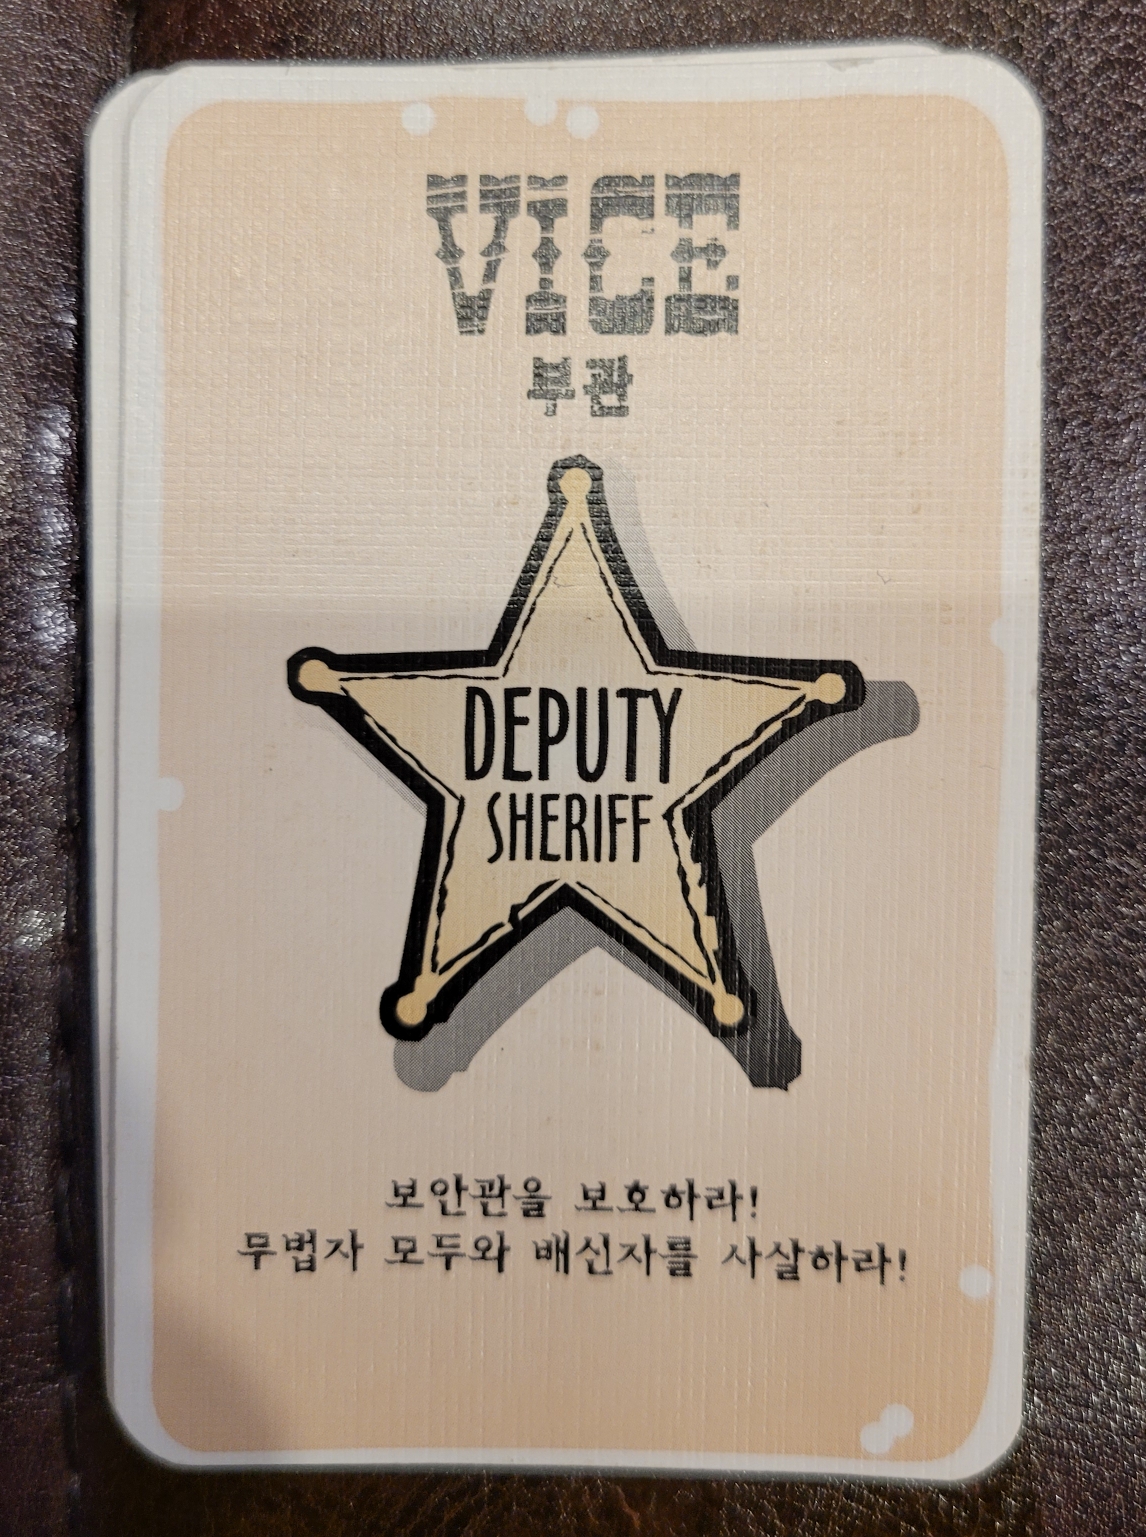 VICE
부관
DEPUTY
SHERIFF
보안관을 보호하라!
무법자 모두와 배신자를 사살하라!